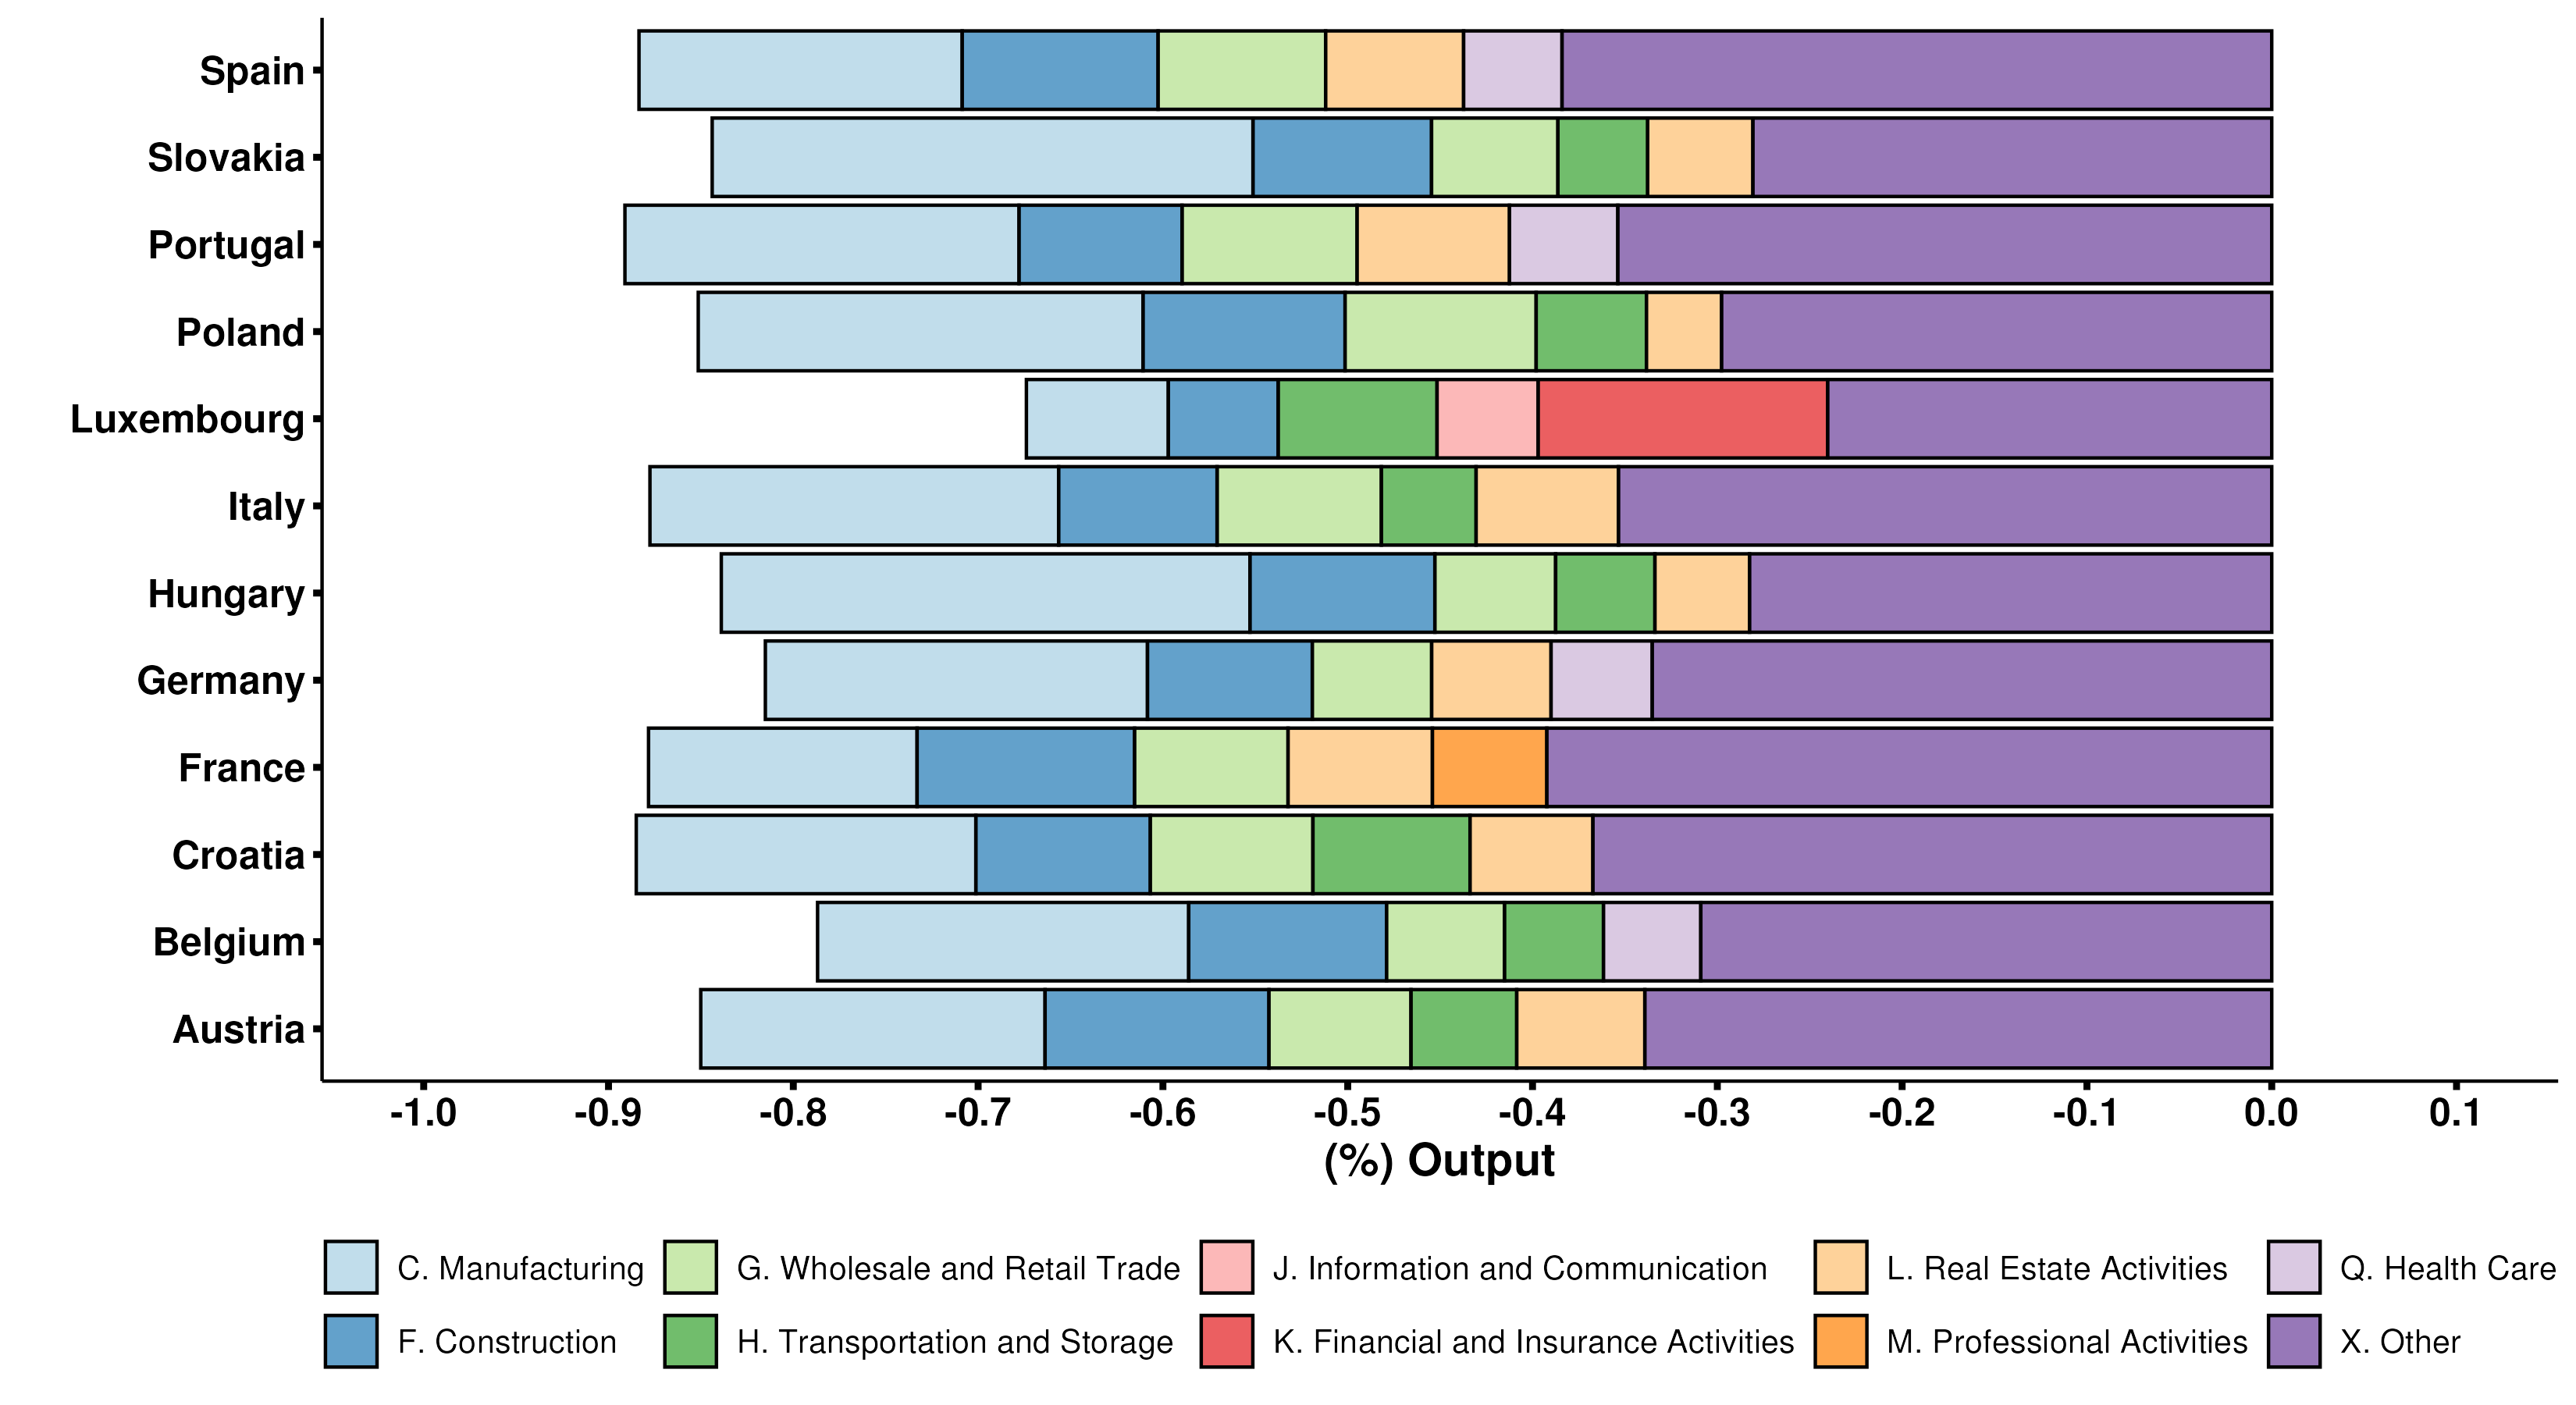 Spain
Slovakia
Portugal
Poland
Luxembourg
Italy
Hungary
Germany
France
Croatia
Belgium
Austria
-1.0 -0.9 -0.8 -0.7 -0.6 -0.5 -0.4 -0.3 -0.2 -0.1 0.0 0.1
(%) Output
C. Manufacturing G. Wholesale and Retail Trade J. Information and Communication L. Real Estate Activities Q. Health Care
F. Construction H. Transportation and Storage K. Financial and Insurance Activities M. Professional Activities X. Other